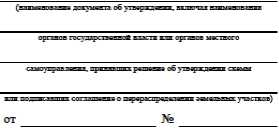 (наименование документа об утверждении, включая наименования
органов государственной власти или органов местного
самоуправления, принявших решение об утверждении схемы
или подписавших соглашение о перераспределении земельных участков)
от №